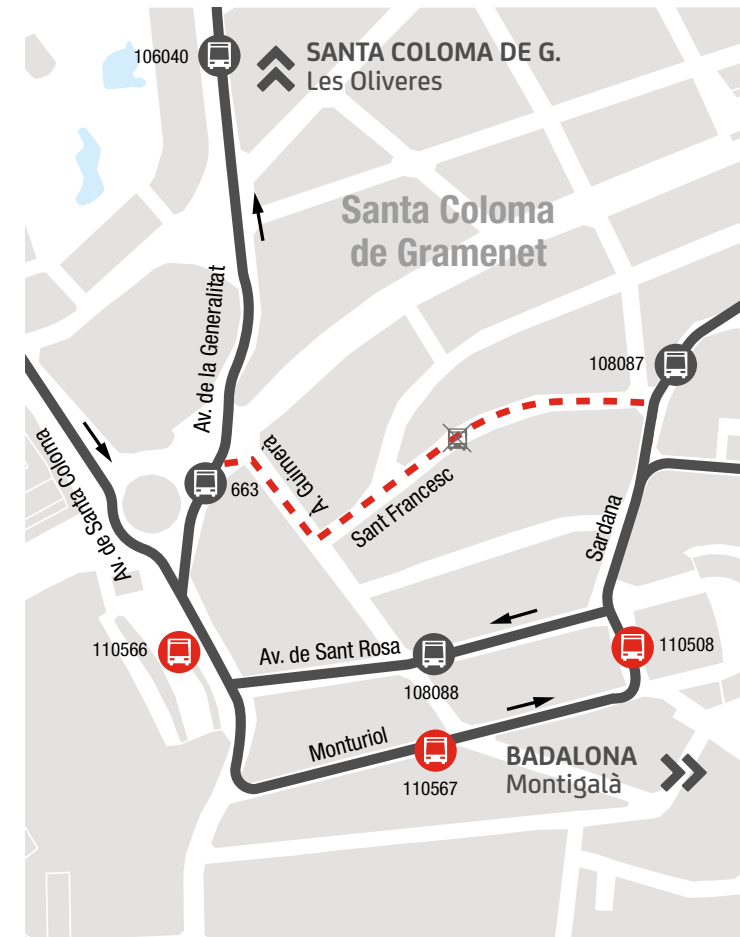 106040
SANTA COLOMA DE G.
Les Oliveres
Santa Coloma
de Gramenet
Av. de la Generalitat
108087
Av. de Santa Coloma
663
À. Guimerà
Sant Francesc
Sardana
110566
Av. de Sant Rosa
110508
108088
Monturiol
110567
BADALONA
Montigalà